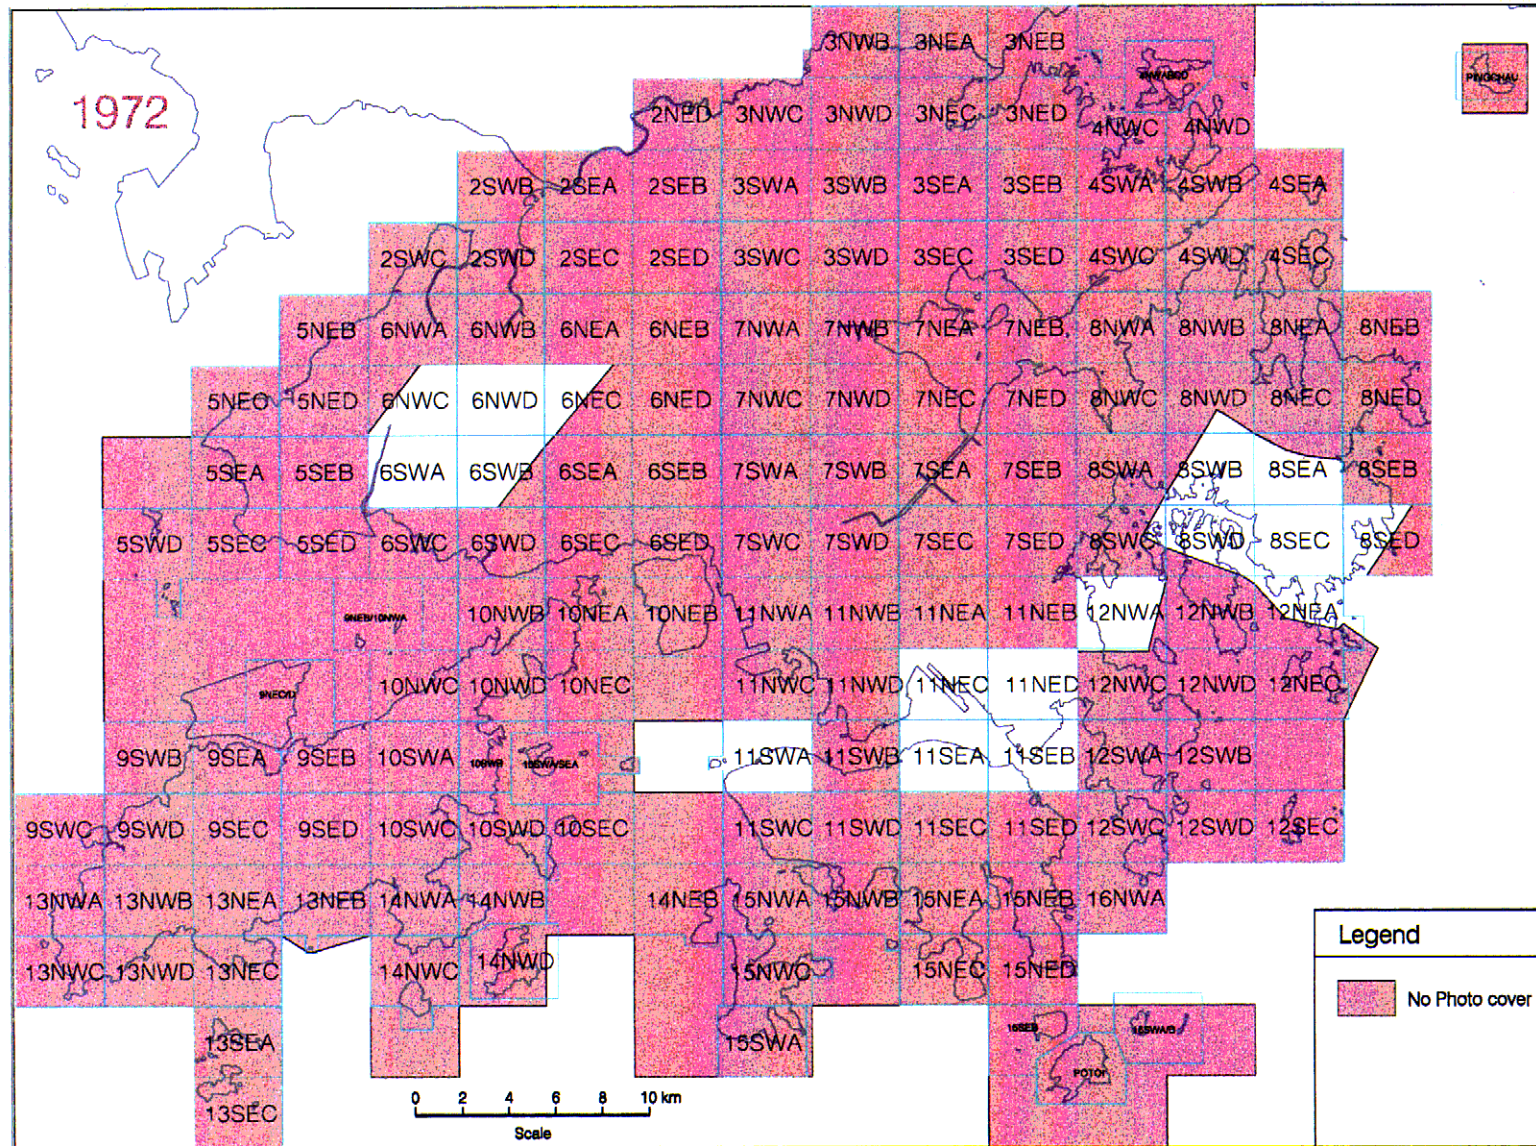 3NWB 3NEA 3NEB
PINGCHAU
1972
2NED 3NWC 3NWD 3NEC 3NED 4NWC 4NWD
2SWB 2SEA 2SEB 3SWA 3SWB 3SEA 3SEB 4SWA 4SWB 4SEA
2SWC 2SWD 2SEC 2SED 3SWC 3SWD 3SEC 3SED 4SWC 4SWD 4SEC
5NEB 6NWA 6NWB 6NEA 6NEB 7NWA 7NWB 7NEA 7NEB 8NWA 8NWB 8NEA 8NEB
5NEC 5NED 6NWC 6NWD 6NEC 6NED 7NWC 7NWD 7NEC 7NED 8NWC 8NWD 8NEC 8NED
5SEA 5SEB 6SWA 6SWB 6SEA 6SEB 7SWA 7SWB 7SEA 7SEB 8SWA 8SWB 8SEA 8SEB
5SWD 5SEC 5SED 6SWC 6SWD 6SEC 6SED 7SWC 7SWD 7SEC 7SED 8SWC 8SWD 8SEC 8SED
9NEB/10NWA 10NWB 10NEA 10NEB 11NWA 11NWB 11NEA 11NEB 12NWA 12NWB 12NEA
9NEC/D 10NWC 10NWD 10NEC 11NWC 11NWD 11NEC 11NED 12NWC 12NWD 12NEC
9SWB 9SEA 9SEB 10SWA 10SWB 11SWA 11SWB 11SEA 11SEB 12SWA 12SWB
9SWC 9SWD 9SEC 9SED 10SWC 10SWD 10SEC 11SWC 11SWD 11SEC 11SED 12SWC 12SWD 12SEC
13NWA 13NWB 13NEA 13NEB 14NWA 14NWB 14NEB 15NWA 15NWB 15NEA 15NEB 16NWA
13NWC 13NWD 13NEC 14NWC 14NWD 15NWC 15NEC 15NED
13SEA 15SWA
POTOI
13SEC
0 2 4 6 8 10 km
Scale
Legend
No Photo cover